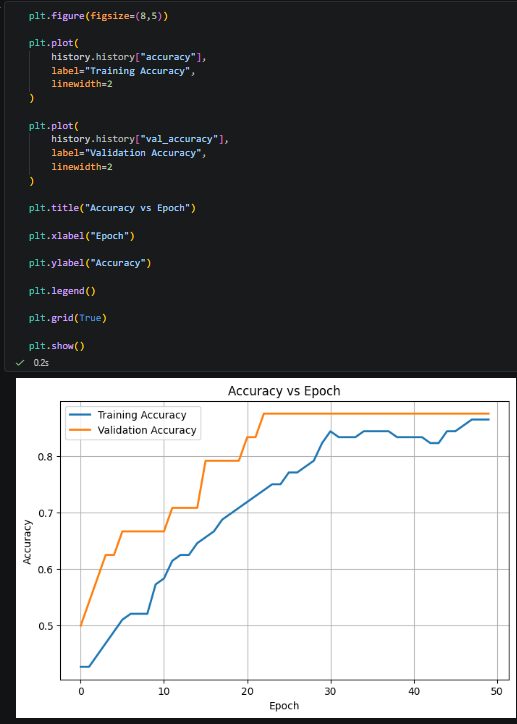 plt.figure(figsize=(8,5))
plt.plot(
    history.history["accuracy"],
    label="Training Accuracy",
    linewidth=2
)
plt.plot(
    history.history["val_accuracy"],
    label="Validation Accuracy",
    linewidth=2
)
plt.title("Accuracy vs Epoch")
plt.xlabel("Epoch")
plt.ylabel("Accuracy")
plt.legend()
plt.grid(True)
plt.show()
0.2s
Accuracy vs Epoch
Training Accuracy
Validation Accuracy
0.8
0.7
0.6
0.5
Accuracy
0 10 20 30 40 50
Epoch